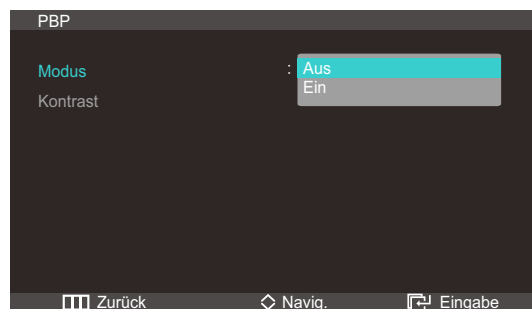 PBP
Modus : Aus
Ein
Kontrast
Zurück Navig. Eingabe